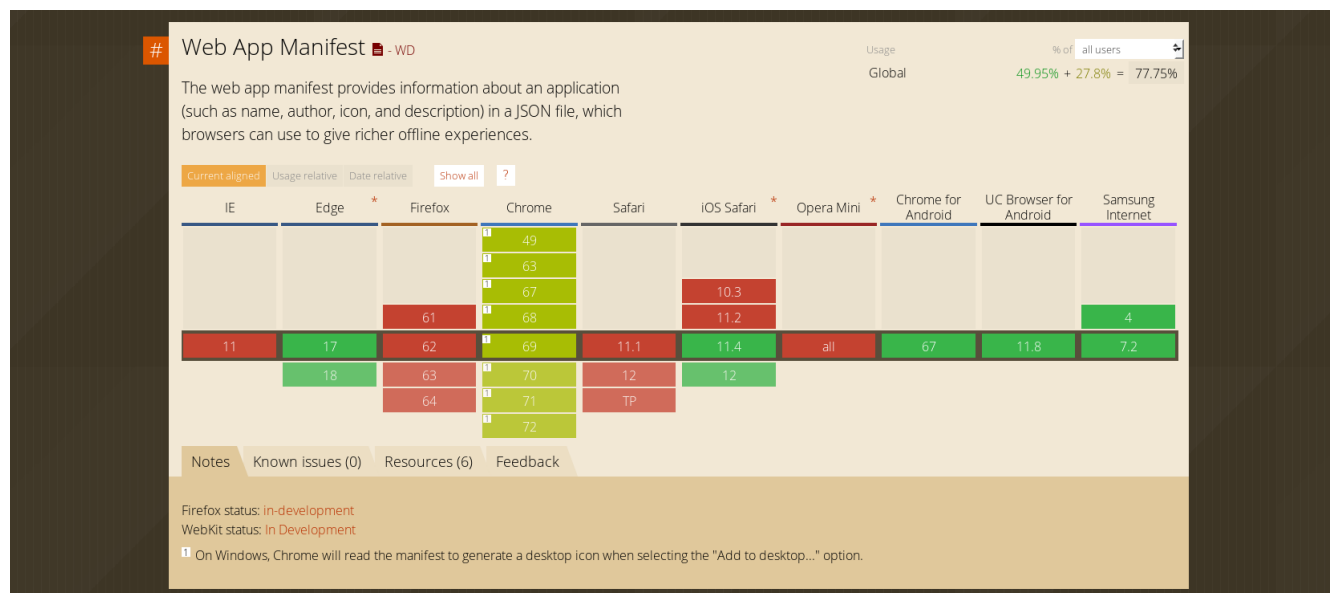 #
Web App Manifest - WD
Usage % of all users
Global 49.95% + 27.8% = 77.75%
The web app manifest provides information about an application
(such as name, author, icon, and description) in a JSON file, which
browsers can use to give richer offline experiences.
Current aligned Usage relative Date relative Show all ?
IE Edge * Firefox Chrome Safari iOS Safari * Opera Mini * Chrome for Android UC Browser for Android Samsung Internet
1 49
1 63
1 67 10.3
61 1 68 11.2 4
11 17 62 1 69 11.1 11.4 all 67 11.8 7.2
18 63 1 70 12 12
64 1 71 TP
1 72
Notes Known issues (0) Resources (6) Feedback
Firefox status: in-development
WebKit status: In Development
1 On Windows, Chrome will read the manifest to generate a desktop icon when selecting the "Add to desktop..." option.